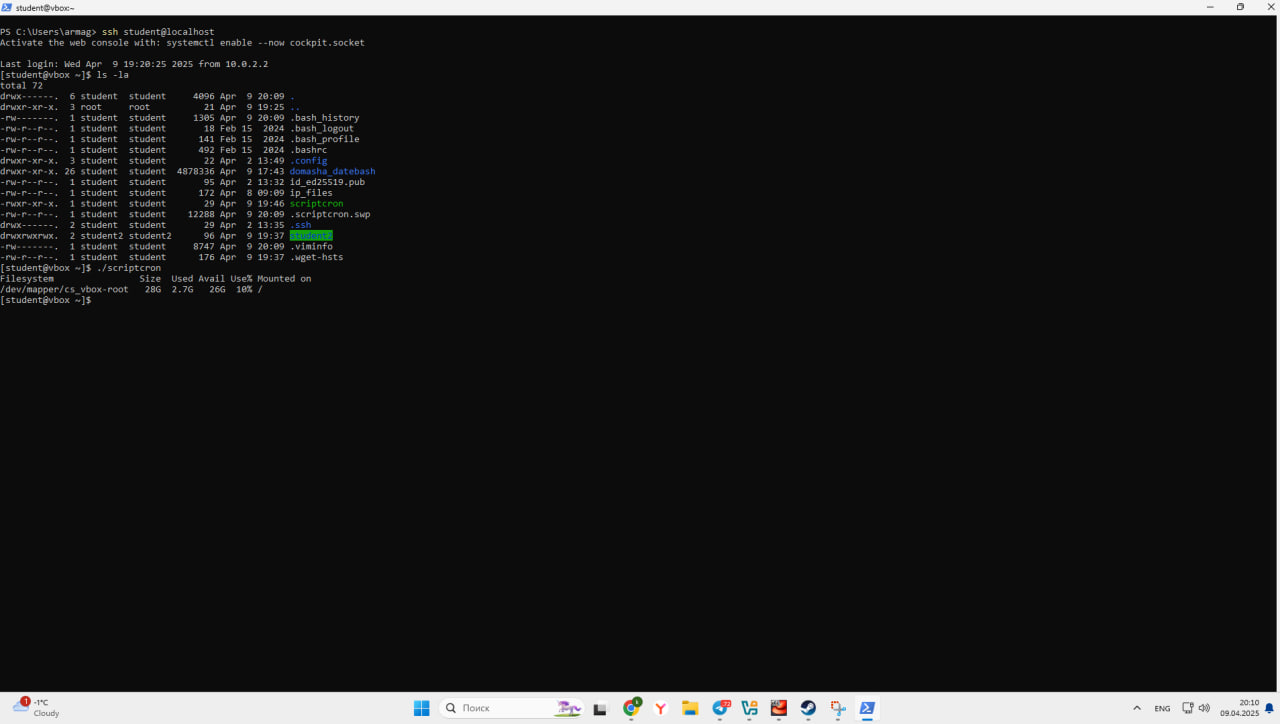 student@vbox:~
PS C:\Users\armag> ssh student@localhost
Activate the web console with: systemctl enable --now cockpit.socket
Last login: Wed Apr  9 19:20:25 2025 from 10.0.2.2
[student@vbox ~]$ ls -la
total 72
drwx------.  6 student  student     4096 Apr  9 20:09 .
drwxr-xr-x.  3 root     root          21 Apr  9 19:25 ..
-rw-------.  1 student  student     1305 Apr  9 20:09 .bash_history
-rw-r--r--.  1 student  student       18 Feb 15  2024 .bash_logout
-rw-r--r--.  1 student  student      141 Feb 15  2024 .bash_profile
-rw-r--r--.  1 student  student      492 Feb 15  2024 .bashrc
drwxr-xr-x.  3 student  student       22 Apr  2 13:49 .config
drwxr-xr-x. 26 student  student  4878336 Apr  9 17:43 domasha_datebash
-rw-r--r--.  1 student  student       95 Apr  2 13:32 id_ed25519.pub
-rw-r--r--.  1 student  student      172 Apr  8 09:09 ip_files
-rwxr-xr-x.  1 student  student       29 Apr  9 19:46 scriptcron
-rw-r--r--.  1 student  student    12288 Apr  9 20:09 .scriptcron.swp
drwx------.  2 student  student       29 Apr  2 13:35 .ssh
drwxrwxrwx.  2 student2 student2      96 Apr  9 19:37 student2
-rw-------.  1 student  student     8747 Apr  9 20:09 .viminfo
-rw-r--r--.  1 student  student      176 Apr  9 19:37 .wget-hsts
[student@vbox ~]$ ./scriptcron
Filesystem                Size  Used Avail Use% Mounted on
/dev/mapper/cs_vbox-root   28G  2.7G   26G  10% /
[student@vbox ~]$
1
-1°C
Cloudy
Поиск
k
Y
72
ENG
20:10
09.04.2025